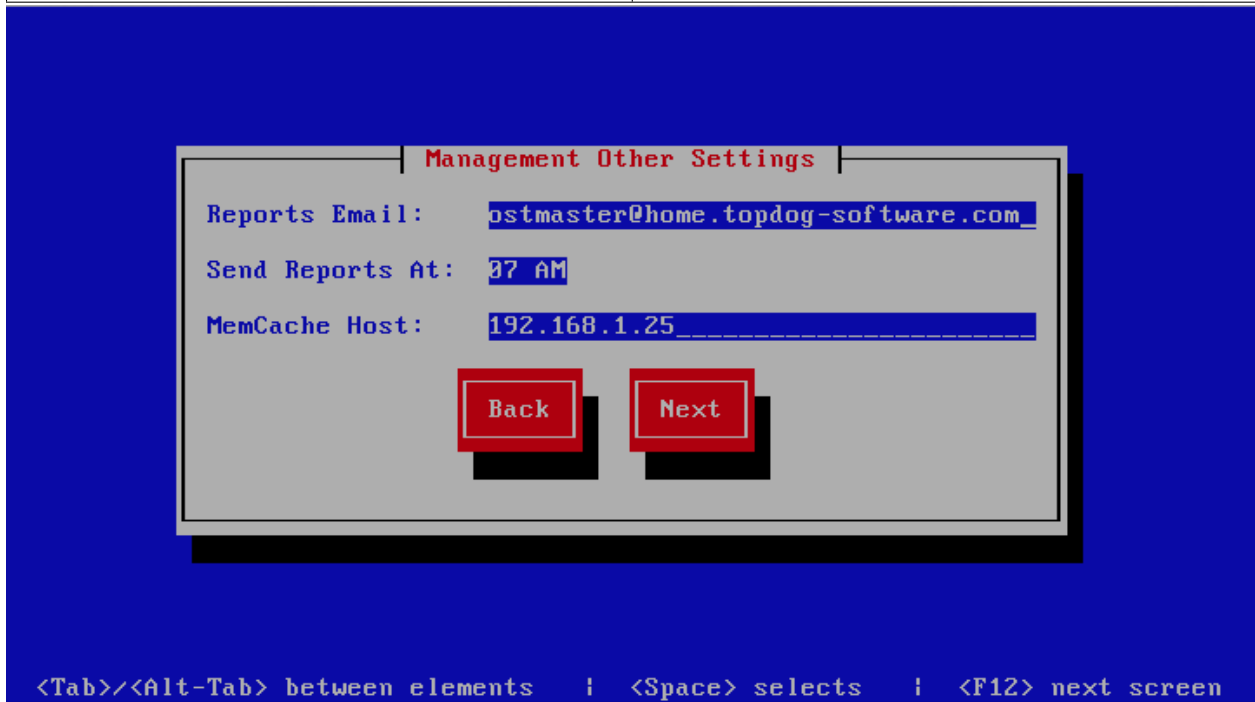 Management Other Settings
Reports Email: ostmaster@home.topdog-software.com_
Send Reports At: 07 AM
MemCache Host: 192.168.1.25_______________________
Back Next
<Tab>/<Alt-Tab> between elements | <Space> selects | <F12> next screen